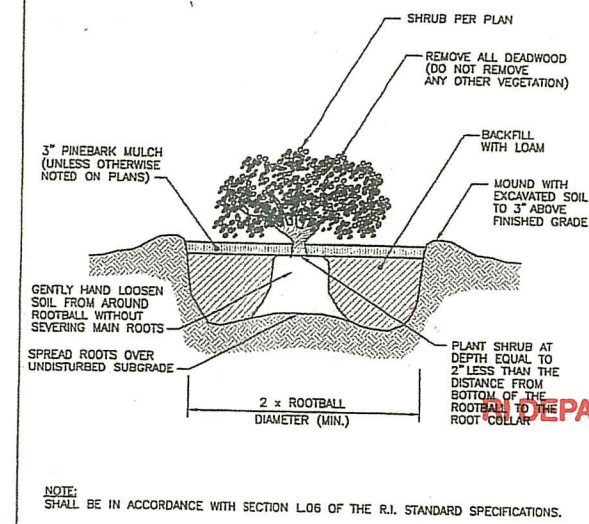 SHRUB PER PLAN
REMOVE ALL DEADWOOD
(DO NOT REMOVE
ANY OTHER VEGETATION)
3" PINEBARK MULCH
(UNLESS OTHERWISE
NOTED ON PLANS)
BACKFILL
WITH LOAM
MOUND WITH
EXCAVATED SOIL
TO 3" ABOVE
FINISHED GRADE
GENTLY HAND LOOSEN
SOIL FROM AROUND
ROOTBALL WITHOUT
SEVERING MAIN ROOTS
SPREAD ROOTS OVER
UNDISTURBED SUBGRADE
PLANT SHRUB AT
DEPTH EQUAL TO
2" LESS THAN THE
DISTANCE FROM
BOTTOM OF THE
ROOTBALL TO THE
ROOT COLLAR
RI DEPA
2 x ROOTBALL
DIAMETER (MIN.)
NOTE:
SHALL BE IN ACCORDANCE WITH SECTION L.06 OF THE R.I. STANDARD SPECIFICATIONS.